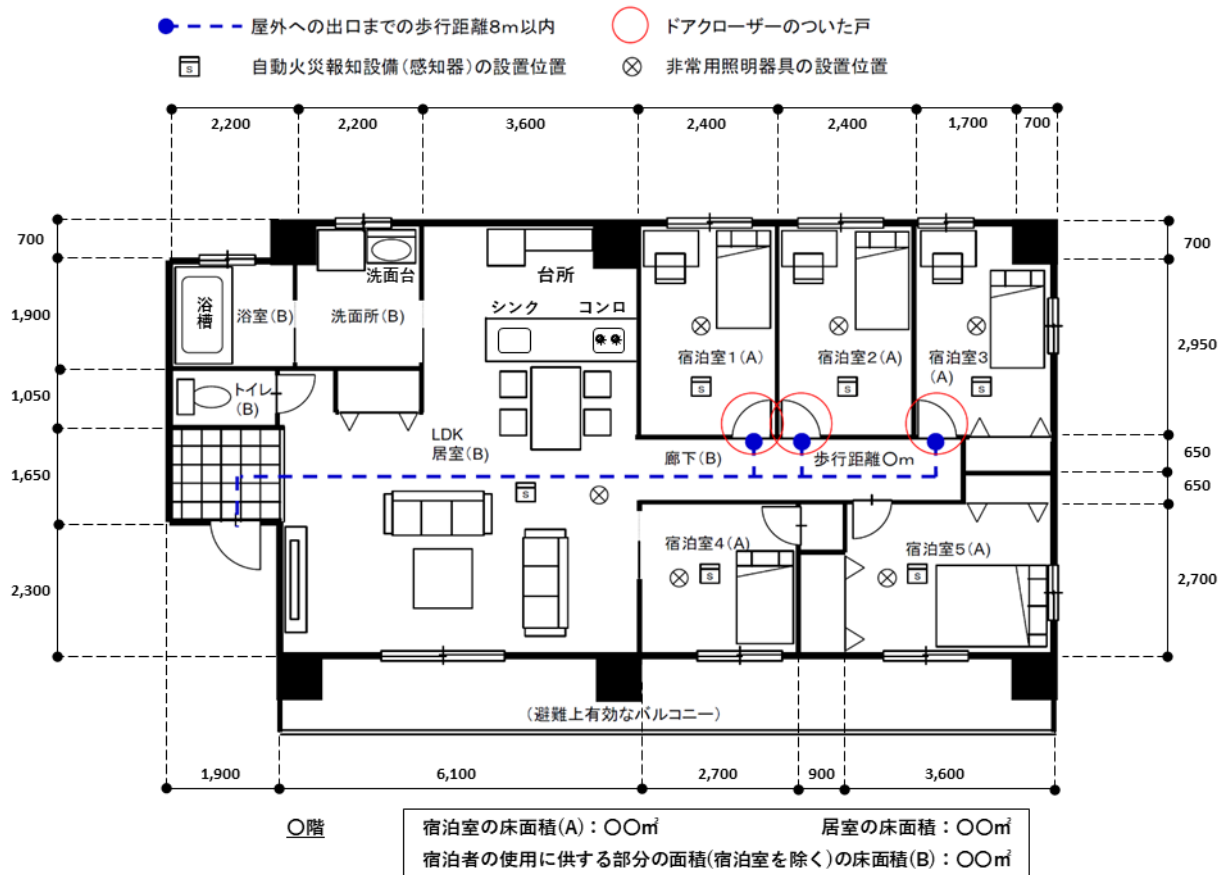 屋外への出口までの歩行距離8m以内
ドアクローザーのついた戸
S
自動火災報知設備(感知器)の設置位置
非常用照明器具の設置位置
2,200
2,200
3,600
2,400
2,400
1,700
700
700
1,900
1,050
1,650
2,300
700
2,950
650
650
2,700
洗面台
台所
浴槽
浴室(B)
洗面所(B)
シンク
コンロ
宿泊室1(A)
宿泊室2(A)
宿泊室3
(A)
S
S
S
トイレ
(B)
LDK
居室(B)
廊下(B)
歩行距離〇m
S
宿泊室4(A)
宿泊室5(A)
S
S
(避難上有効なバルコニー)
1,900
6,100
2,700
900
3,600
〇階
宿泊室の床面積(A):〇〇㎡
居室の床面積:〇〇㎡
宿泊者の使用に供する部分の面積(宿泊室を除く)の床面積(B):〇〇㎡